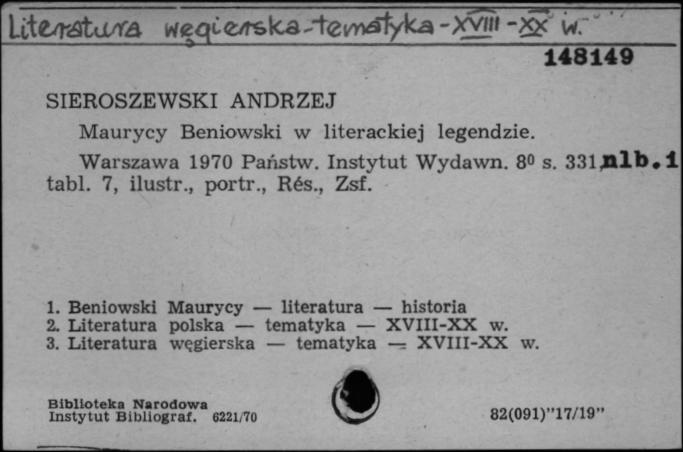 Literatura węgierska-tematyka-XVIII-XX w.
148149
SIEROSZEWSKI ANDRZEJ
Maurycy Beniowski w literackiej legendzie.
Warszawa 1970 Państw. Instytut Wydawn. 8⁰ s. 331, nlb. 1
tabl. 7, ilustr., portr., Rés., Zsf.
1. Beniowski Maurycy — literatura — historia
2. Literatura polska — tematyka — XVIII-XX w.
3. Literatura węgierska — tematyka — XVIII-XX w.
Biblioteka Narodowa
Instytut Bibliograf. 6221/70
82(091)"17/19"